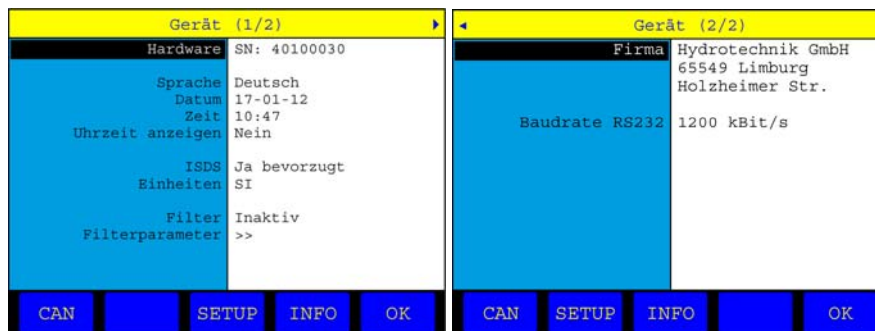 Gerät (1/2)
Hardware SN: 40100030
Sprache Deutsch
Datum 17-01-12
Zeit 10:47
Uhrzeit anzeigen Nein
ISDS Ja bevorzugt
Einheiten SI
Filter Inaktiv
Filterparameter >>
CAN SETUP INFO OK
Gerät (2/2)
Firma Hydrotechnik GmbH
65549 Limburg
Holzheimer Str.
Baudrate RS232 1200 kBit/s
CAN SETUP INFO OK